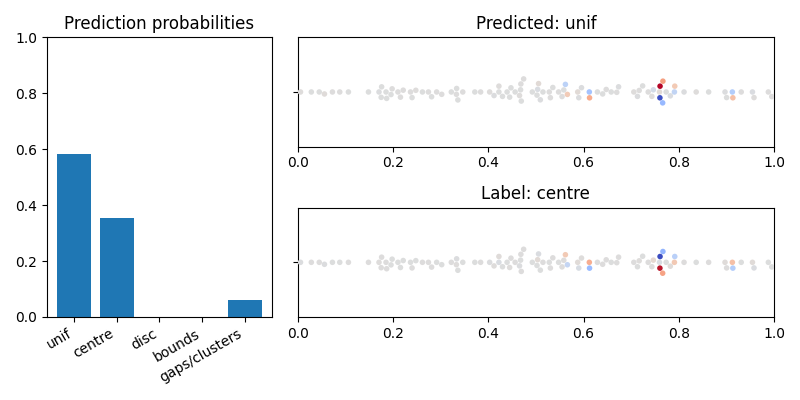 Prediction probabilities
1.0
0.8
0.6
0.4
0.2
0.0
unif
centre
disc
bounds
gaps/clusters
Predicted: unif
0.0 0.2 0.4 0.6 0.8 1.0
Label: centre
0.0 0.2 0.4 0.6 0.8 1.0